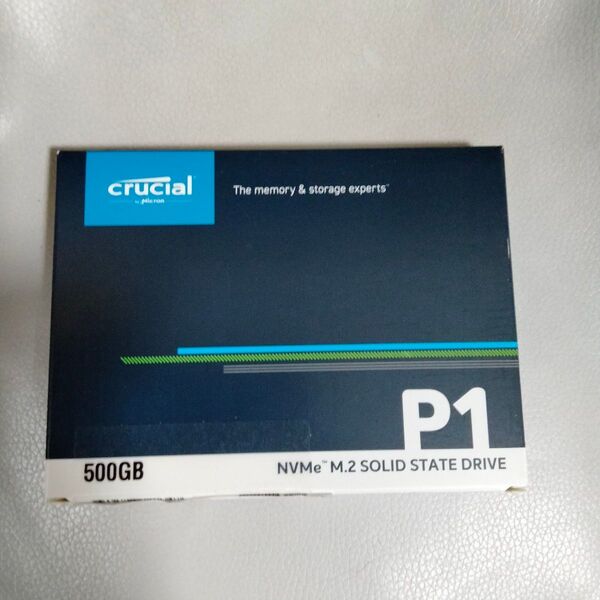 crucial
by Micron
The memory & storage experts™
P1
500GB
NVMe™ M.2 SOLID STATE DRIVE